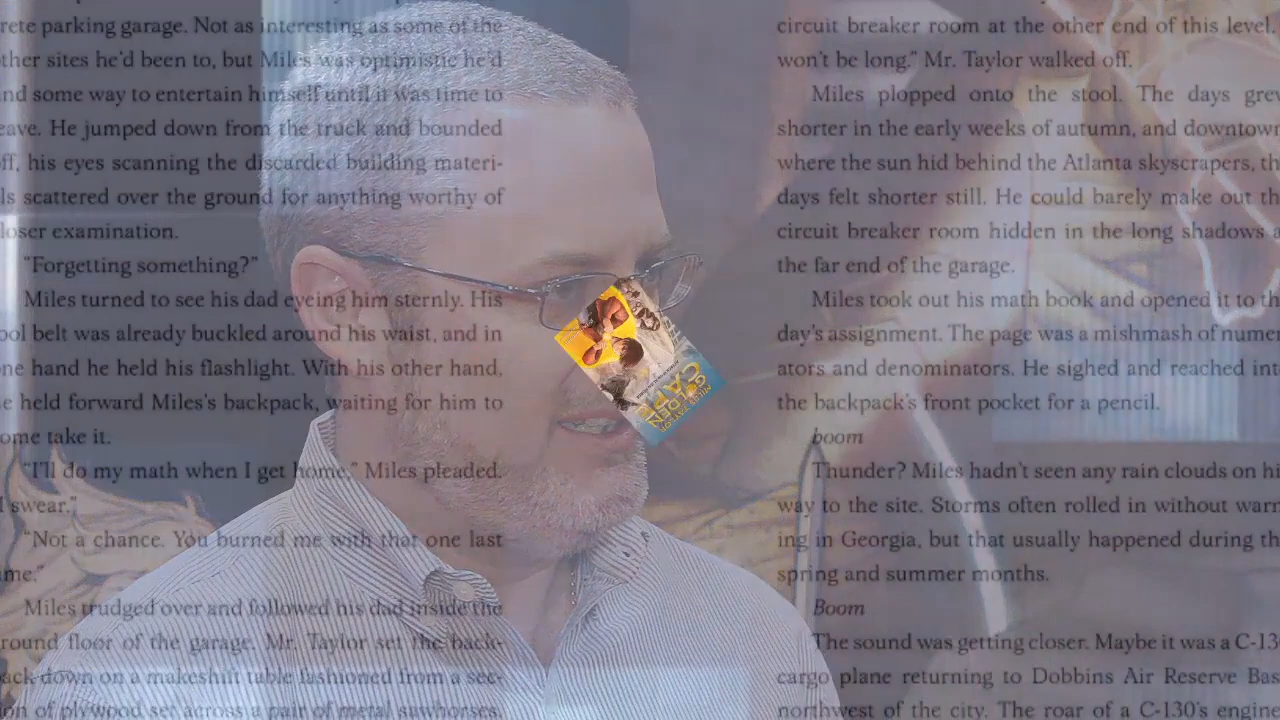 rete parking garage. Not as interesting as some of the
ther sites he'd been to, but Miles was optimistic he'd
nd some way to entertain himself until it was time to
eave. He jumped down from the truck and bounded
ff, his eyes scanning the discarded building materi-
ls scattered over the ground for anything worthy of
loser examination.
"Forgetting something?"
Miles turned to see his dad eyeing him sternly. His
ool belt was already buckled around his waist, and in
ne hand he held his flashlight. With his other hand,
e held forward Miles's backpack, waiting for him to
ome take it.
"I'll do my math when I get home," Miles pleaded.
I swear."
"Not a chance. You burned me with that one last
me."
Miles trudged over and followed his dad inside the
round floor of the garage. Mr. Taylor set the back-
ack down on a makeshift table fashioned from a sec-
ion of plywood set across a pair of metal sawhorses.
circuit breaker room at the other end of this level.
won't be long." Mr. Taylor walked off.
Miles plopped onto the stool. The days grew
shorter in the early weeks of autumn, and downtown
where the sun hid behind the Atlanta skyscrapers, th
days felt shorter still. He could barely make out th
circuit breaker room hidden in the long shadows a
the far end of the garage.
Miles took out his math book and opened it to th
day's assignment. The page was a mishmash of numer
ators and denominators. He sighed and reached int
the backpack's front pocket for a pencil.
boom
Thunder? Miles hadn't seen any rain clouds on hi
way to the site. Storms often rolled in without warn
ing in Georgia, but that usually happened during th
spring and summer months.
Boom
The sound was getting closer. Maybe it was a C-13
cargo plane returning to Dobbins Air Reserve Bas
northwest of the city. The roar of a C-130's engine
MILES TAYLOR
GOLDEN
CAPE